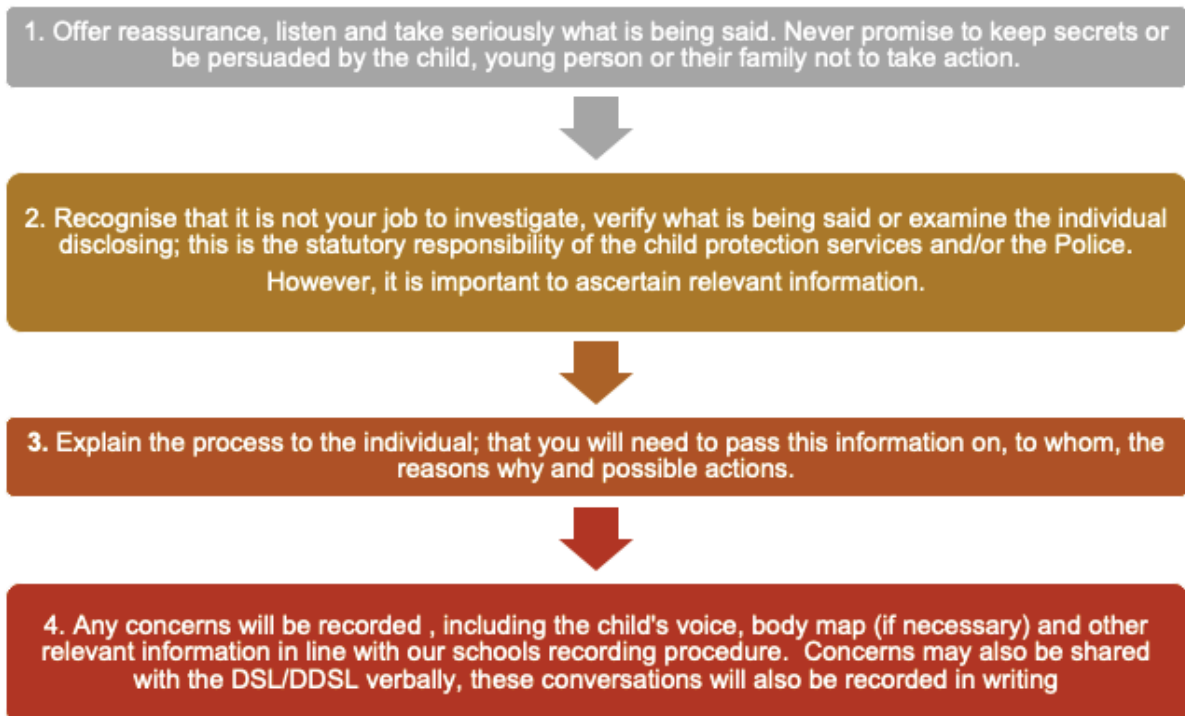 1. Offer reassurance, listen and take seriously what is being said. Never promise to keep secrets or
be persuaded by the child, young person or their family not to take action.
2. Recognise that it is not your job to investigate, verify what is being said or examine the individual
disclosing; this is the statutory responsibility of the child protection services and/or the Police.
However, it is important to ascertain relevant information.
3. Explain the process to the individual; that you will need to pass this information on, to whom, the
reasons why and possible actions.
4. Any concerns will be recorded , including the child's voice, body map (if necessary) and other
relevant information in line with our schools recording procedure.  Concerns may also be shared
with the DSL/DDSL verbally, these conversations will also be recorded in writing